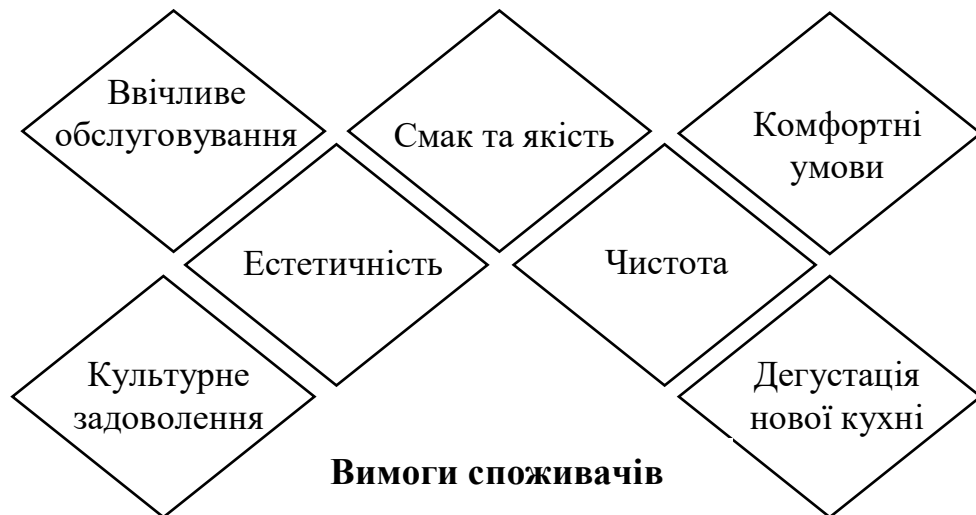 Ввічливе
обслуговування
Смак та якість
Комфортні
умови
Естетичність
Чистота
Культурне
задоволення
Дегустація
нової кухні
Вимоги споживачів